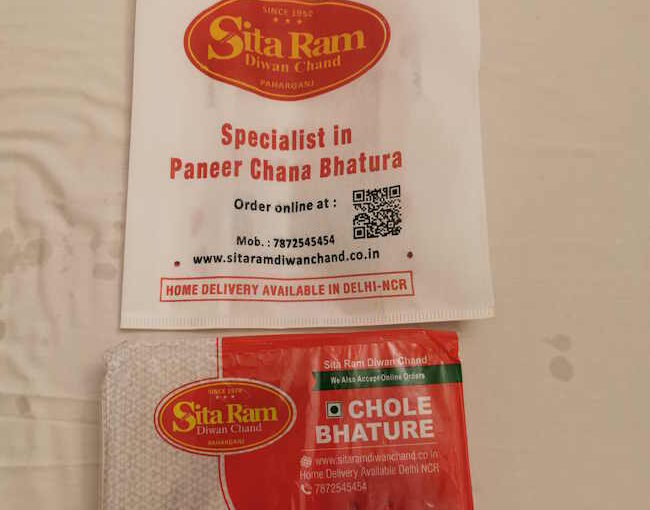 SINCE 1950
Sita Ram
Diwan Chand
PAHARGANJ
Specialist in
Paneer Chana Bhatura
Order online at :
Mob. : 7872545454
www.sitaramdiwanchand.co.in
HOME DELIVERY AVAILABLE IN DELHI-NCR
Sita Ram Diwan Chand
We Also Accept Online Orders
SINCE 1970
Sita Ram
Diwan Chand
PAHARGANJ
CHOLE
BHATURE
www.sitaramdiwanchand.co.in
Home Delivery Available Delhi NCR
7872545454